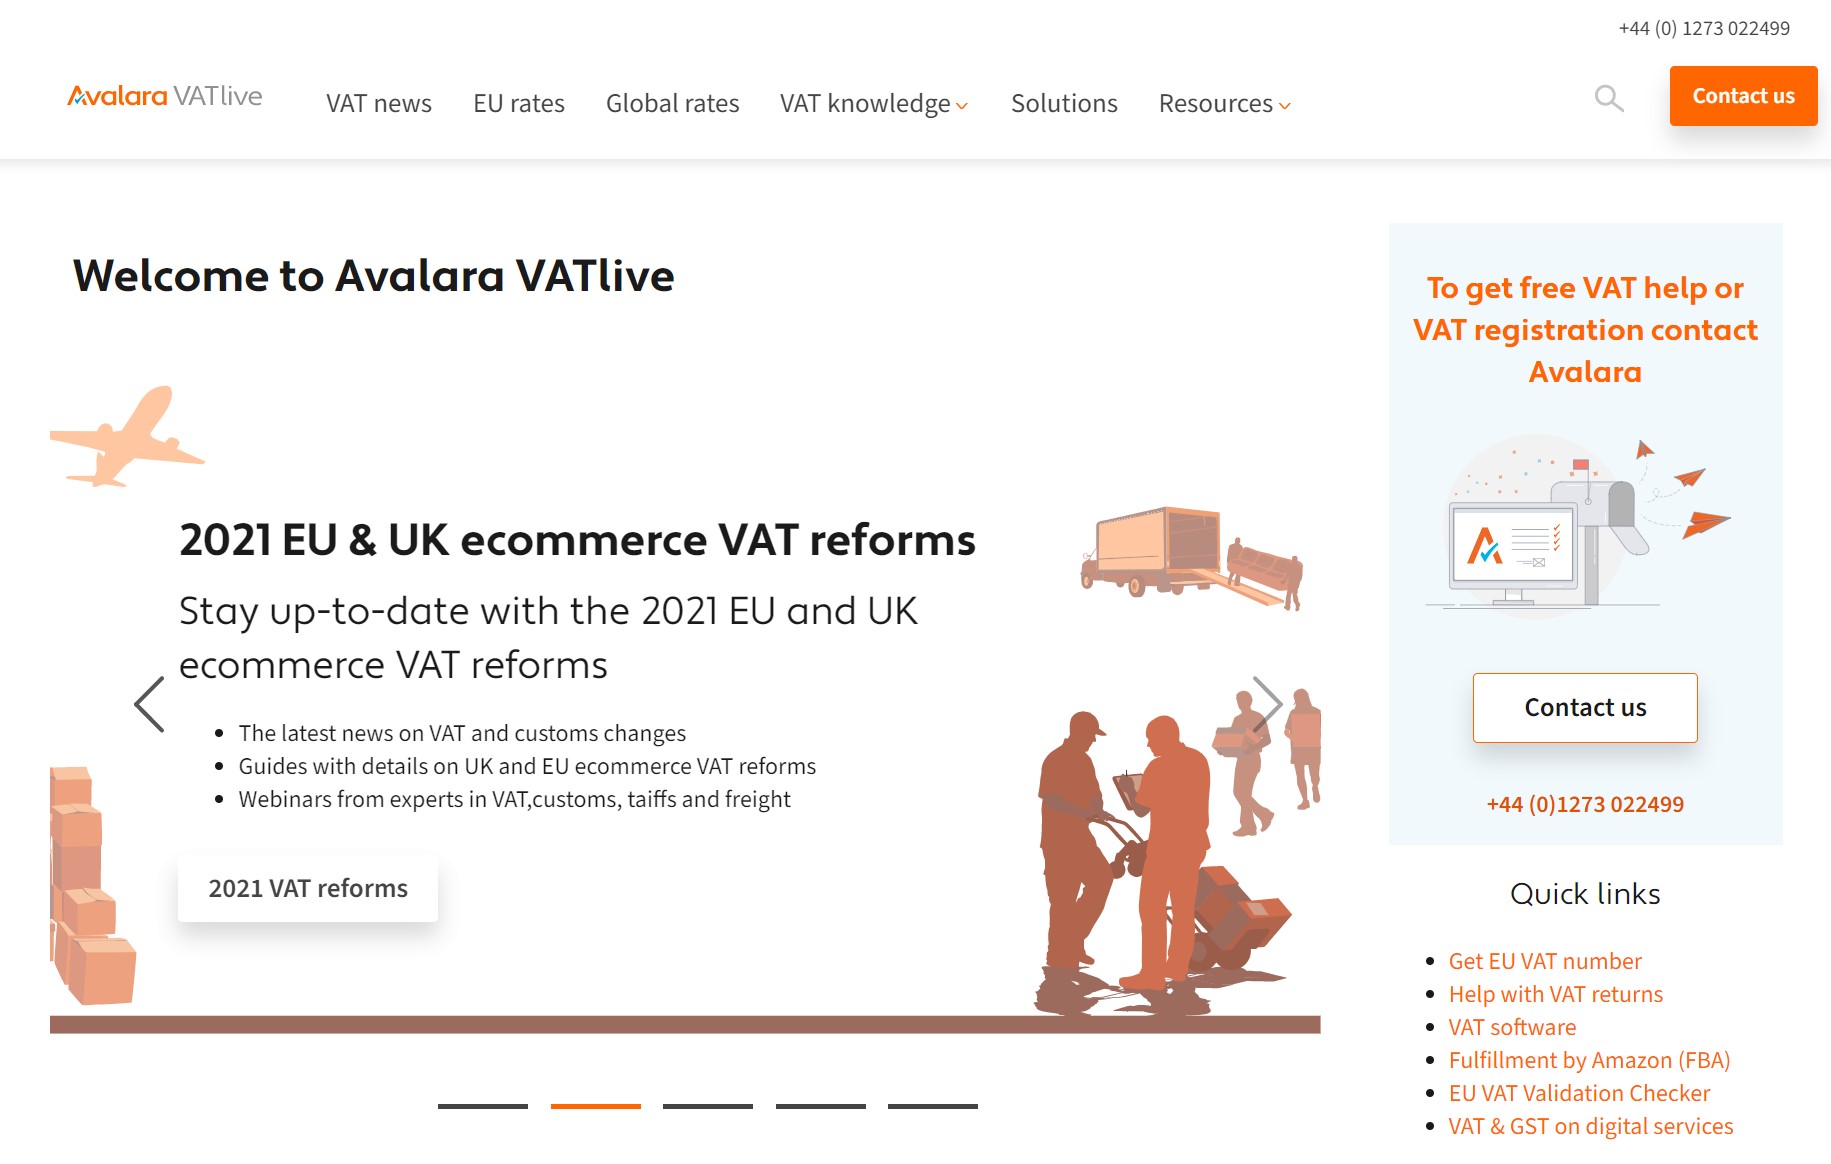 +44 (0) 1273 022499
Avalara VATlive
VAT news
EU rates
Global rates
VAT knowledge
Solutions
Resources
Contact us
Welcome to Avalara VATlive
2021 EU & UK ecommerce VAT reforms
Stay up-to-date with the 2021 EU and UK
ecommerce VAT reforms
The latest news on VAT and customs changes
Guides with details on UK and EU ecommerce VAT reforms
Webinars from experts in VAT,customs, taiffs and freight
2021 VAT reforms
To get free VAT help or
VAT registration contact
Avalara
Contact us
+44 (0)1273 022499
Quick links
Get EU VAT number
Help with VAT returns
VAT software
Fulfillment by Amazon (FBA)
EU VAT Validation Checker
VAT & GST on digital services